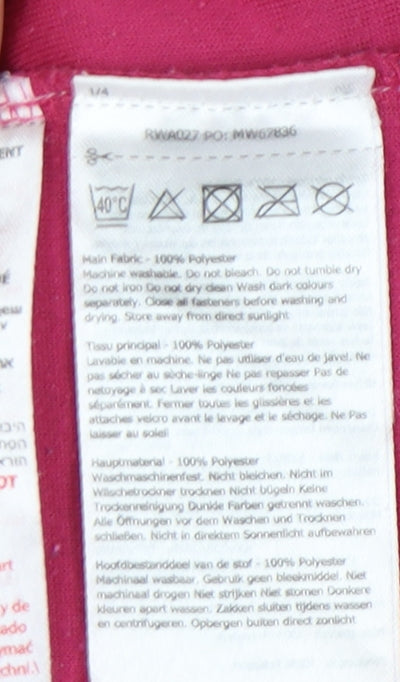 1/4
RWA027 PO: MW67836
40°C
Main Fabric - 100% Polyester
Machine washable. Do not bleach. Do not tumble dry
Do not iron Do not dry clean Wash dark colours
separately. Close all fasteners before washing and
drying. Store away from direct sunlight
Tissu principal - 100% Polyester
Lavable en machine. Ne pas utiliser d'eau de javel. Ne
pas sécher au sèche-linge Ne pas repasser Pas de
nettoyage à sec Laver les couleurs foncées
séparément. Fermer toutes les glissières et les
attaches velcro avant le lavage et le séchage. Ne Pas
laisser au soleil
Hauptmaterial - 100% Polyester
Waschmaschinenfest. Nicht bleichen. Nicht im
Wäschetrockner trocknen Nicht bügeln Keine
Trockenreinigung Dunkle Farben getrennt waschen.
Alle Öffnungen vor dem Waschen und Trocknen
schließen. Nicht in direktem Sonnenlicht aufbewahren
Hoofdbestanddeel van de stof - 100% Polyester
Machinaal wasbaar. Gebruik geen bleekmiddel. Niet
machinaal drogen Niet strijken Niet stomen Donkere
kleuren apart wassen. Zakken sluiten tijdens wassen
en centrifugeren. Opbergen buiten direct zonlicht